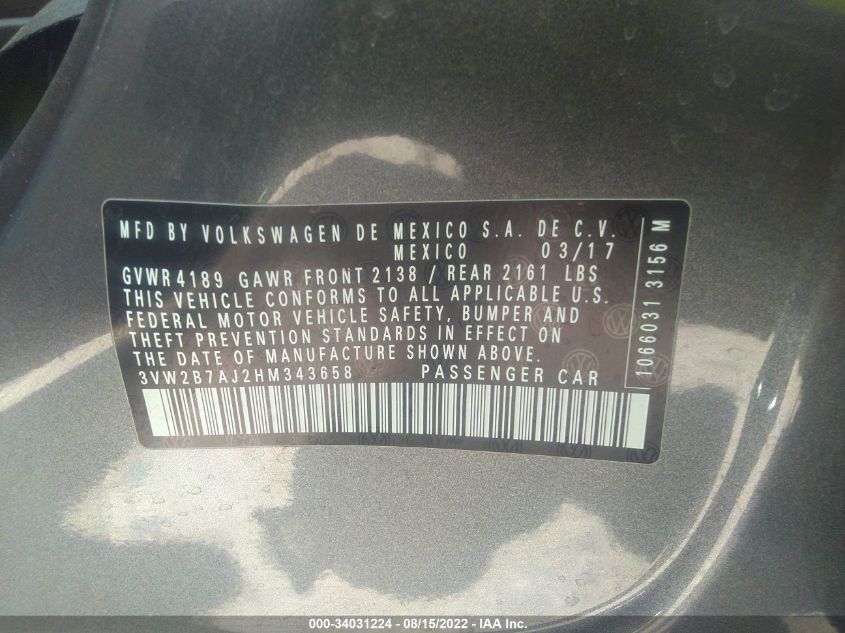 MFD BY VOLKSWAGEN DE MEXICO S.A. DE C.V.
MEXICO 03/17
GVWR 4189 GAWR FRONT 2138 / REAR 2161 LBS
THIS VEHICLE CONFORMS TO ALL APPLICABLE U.S.
FEDERAL MOTOR VEHICLE SAFETY, BUMPER AND
THEFT PREVENTION STANDARDS IN EFFECT ON
THE DATE OF MANUFACTURE SHOWN ABOVE.
3VW2B7AJ2HM343658 PASSENGER CAR
1066031 3156 M
000-34031224 - 08/15/2022 - IAA Inc.